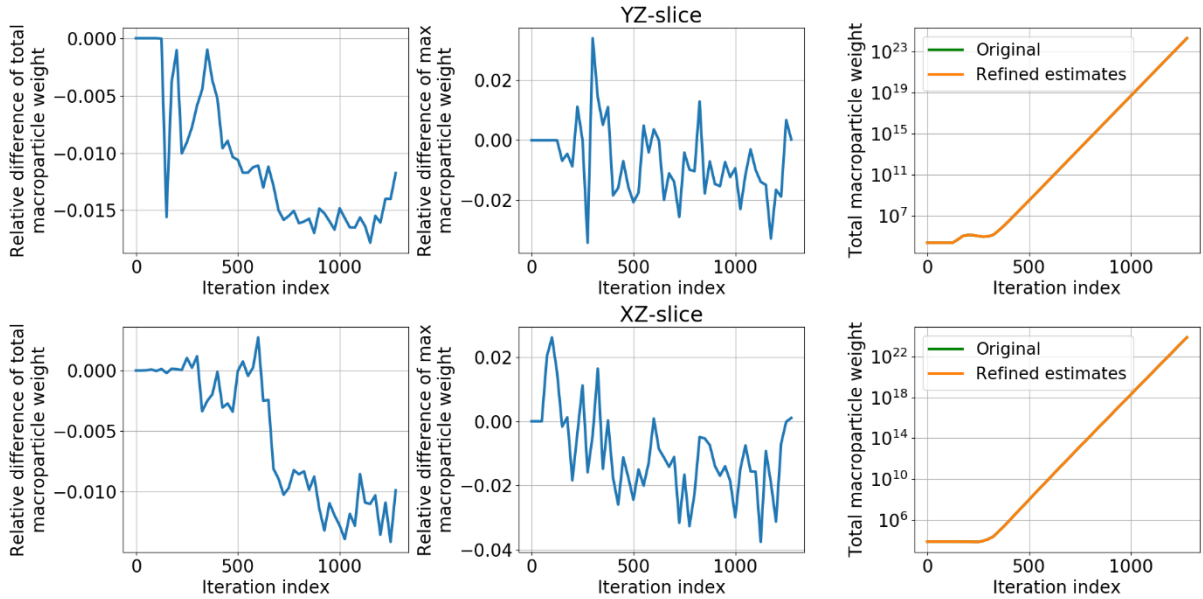 YZ-slice
Relative difference of total
macroparticle weight
0.000
−0.005
−0.010
−0.015
0
500
1000
Iteration index
Relative difference of max
macroparticle weight
0.02
0.00
−0.02
0
500
1000
Iteration index
Total macroparticle weight
10^23
10^19
10^15
10^11
10^7
Original
Refined estimates
0
500
1000
Iteration index
XZ-slice
Relative difference of total
macroparticle weight
0.000
−0.005
−0.010
0
500
1000
Iteration index
Relative difference of max
macroparticle weight
0.02
0.00
−0.02
−0.04
0
500
1000
Iteration index
Total macroparticle weight
10^22
10^18
10^14
10^10
10^6
Original
Refined estimates
0
500
1000
Iteration index